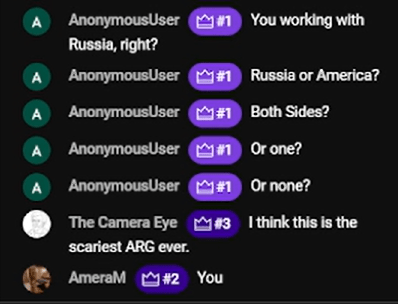 A AnonymousUser #1 You working with
Russia, right?
A AnonymousUser #1 Russia or America?
A AnonymousUser #1 Both Sides?
A AnonymousUser #1 Or one?
A AnonymousUser #1 Or none?
The Camera Eye #3 I think this is the
scariest ARG ever.
AmeraM #2 You